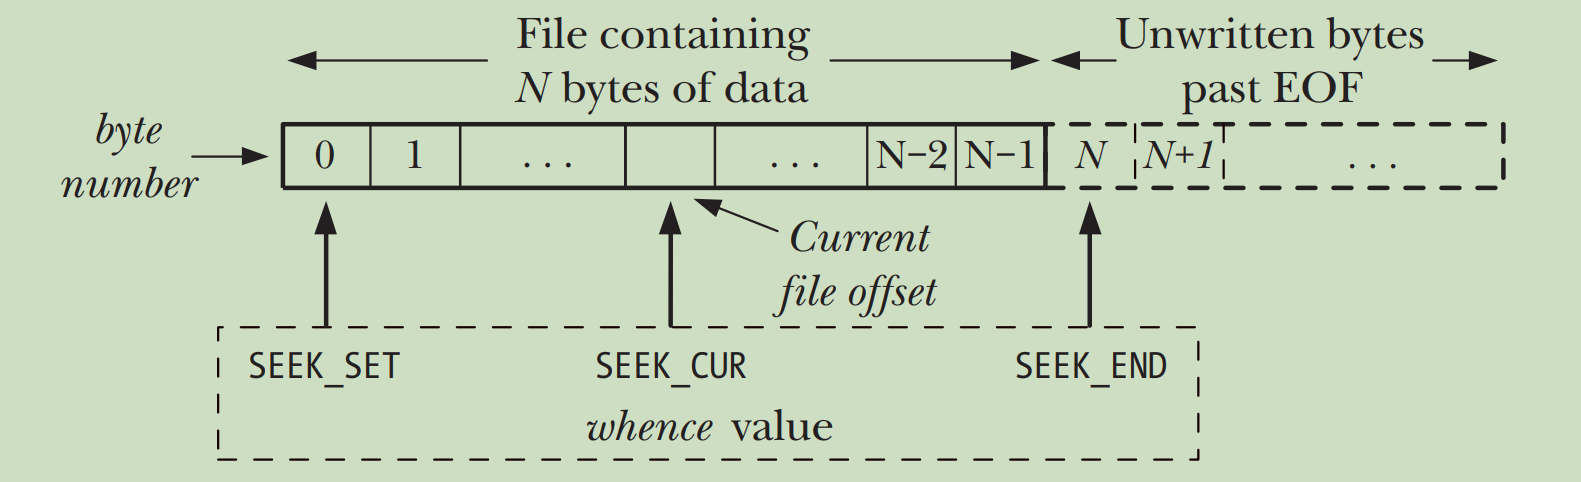 File containing
N bytes of data
Unwritten bytes
past EOF
byte
number
0 1 . . . . . . N−2 N−1 N N+1 . . .
Current
file offset
SEEK_SET SEEK_CUR SEEK_END
whence value